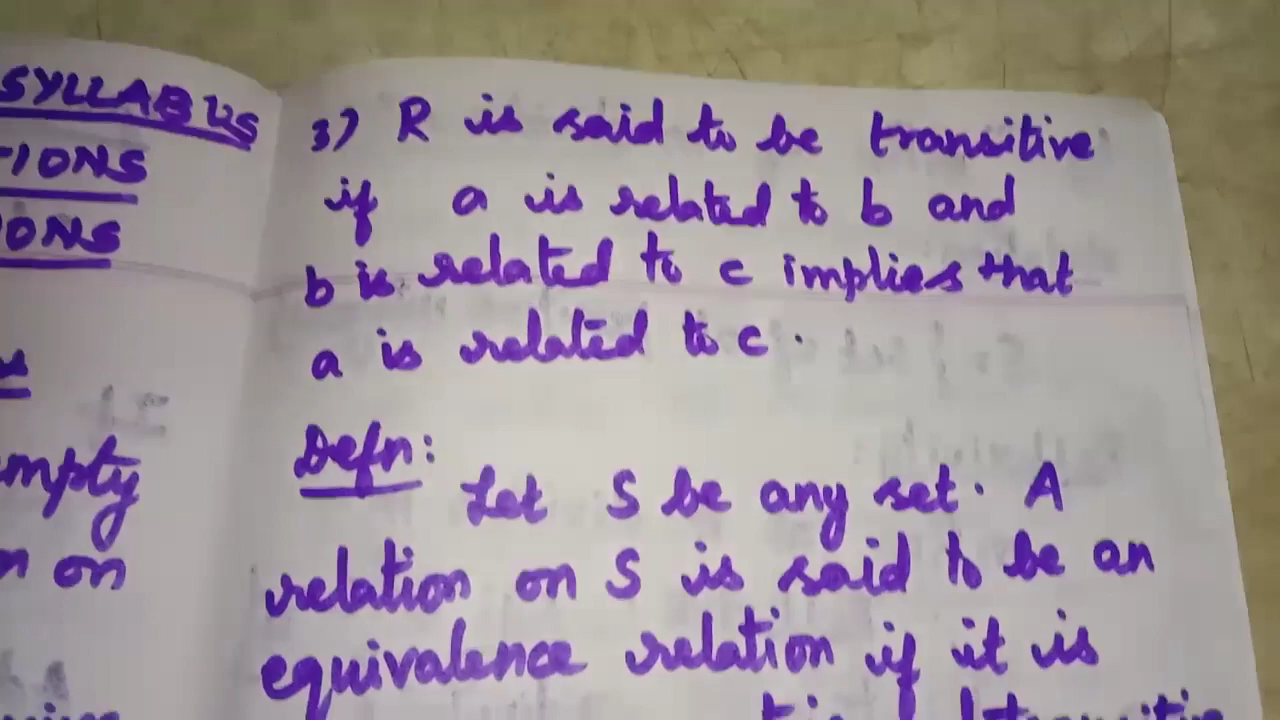 SYLLABUS
TIONS
IONS
mpty
on
3) R is said to be transitive
if a is related to b and
b is related to c implies that
a is related to c.
Defn:
Let S be any set. A
relation on S is said to be an
equivalence relation if it is